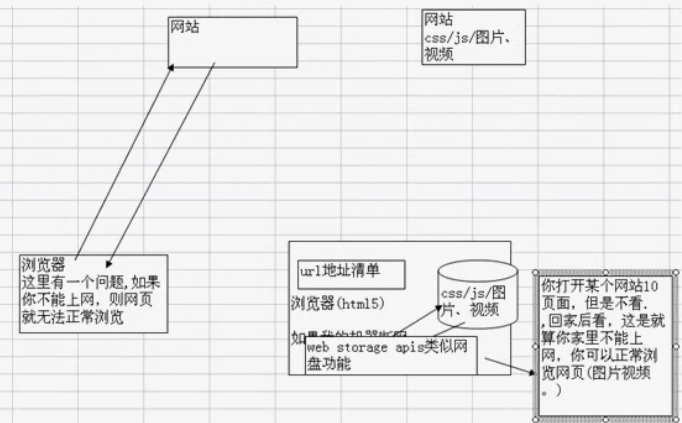 网站
网站
css/js/图片、
视频
浏览器
这里有一个问题,如果
你不能上网，则网页
就无法正常浏览
url地址清单
浏览器(html5)
css/js/图
片、视频
如果我的机器断网
web storage apis类似网
盘功能
你打开某个网站10
页面，但是不看.
,回家后看，这是就
算你家里不能上
网，你可以正常浏
览网页(图片视频
。)